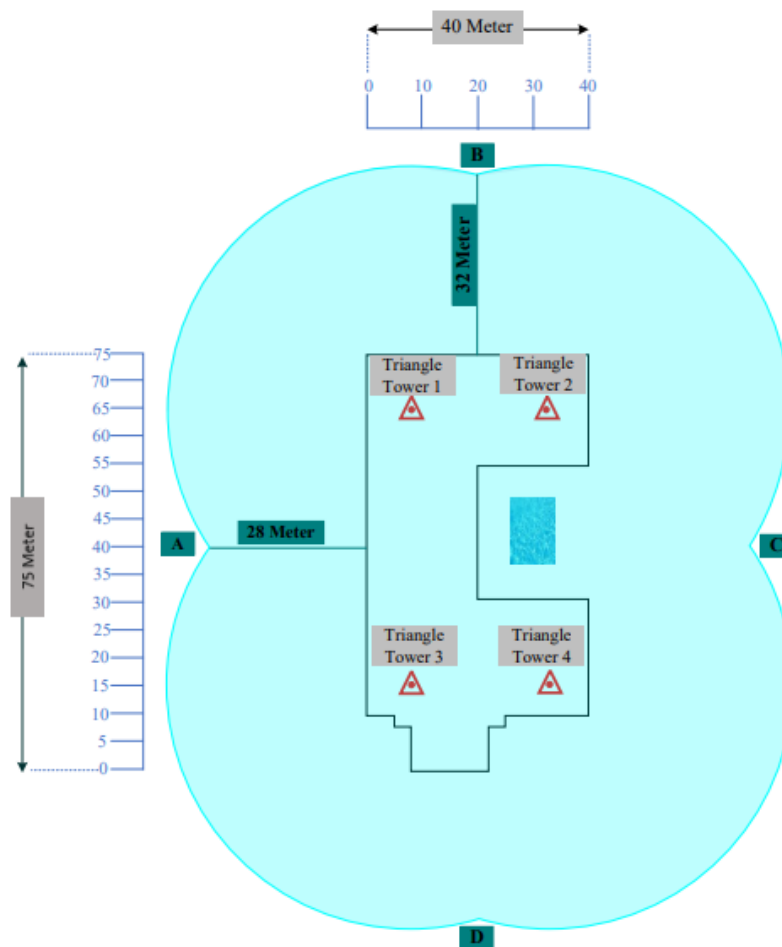 40 Meter
0 10 20 30 40
B
32 Meter
75
70
65
60
55
50
45
40
35
30
25
20
15
10
5
0
75 Meter
Triangle
Tower 1
Triangle
Tower 2
A
28 Meter
C
Triangle
Tower 3
Triangle
Tower 4
D